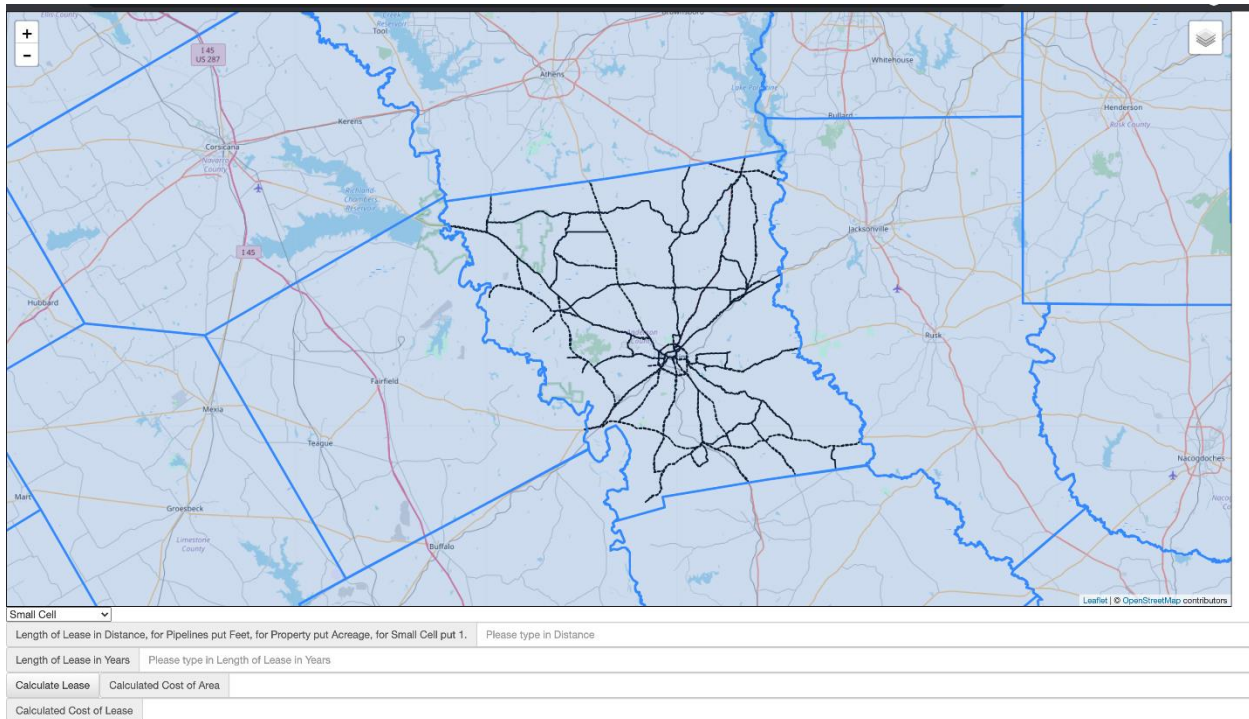 Ellis County
Creek
Reservoir
Tool
+
-
I 45
US 287
Athens
Whitehouse
Henderson
Rusk County
Kerens
Bullard
Corsicana
Navarro
County
Richland-
Chambers
Reservoir
Jacksonville
I 45
Hubbard
Rusk
Fairfield
Mexia
Teague
Nacogdoches
Mart
Groesbeck
Limestone
County
Buffalo
Leaflet | © OpenStreetMap contributors
Small Cell
Length of Lease in Distance, for Pipelines put Feet, for Property put Acreage, for Small Cell put 1. Please type in Distance
Length of Lease in Years Please type in Length of Lease in Years
Calculate Lease Calculated Cost of Area
Calculated Cost of Lease